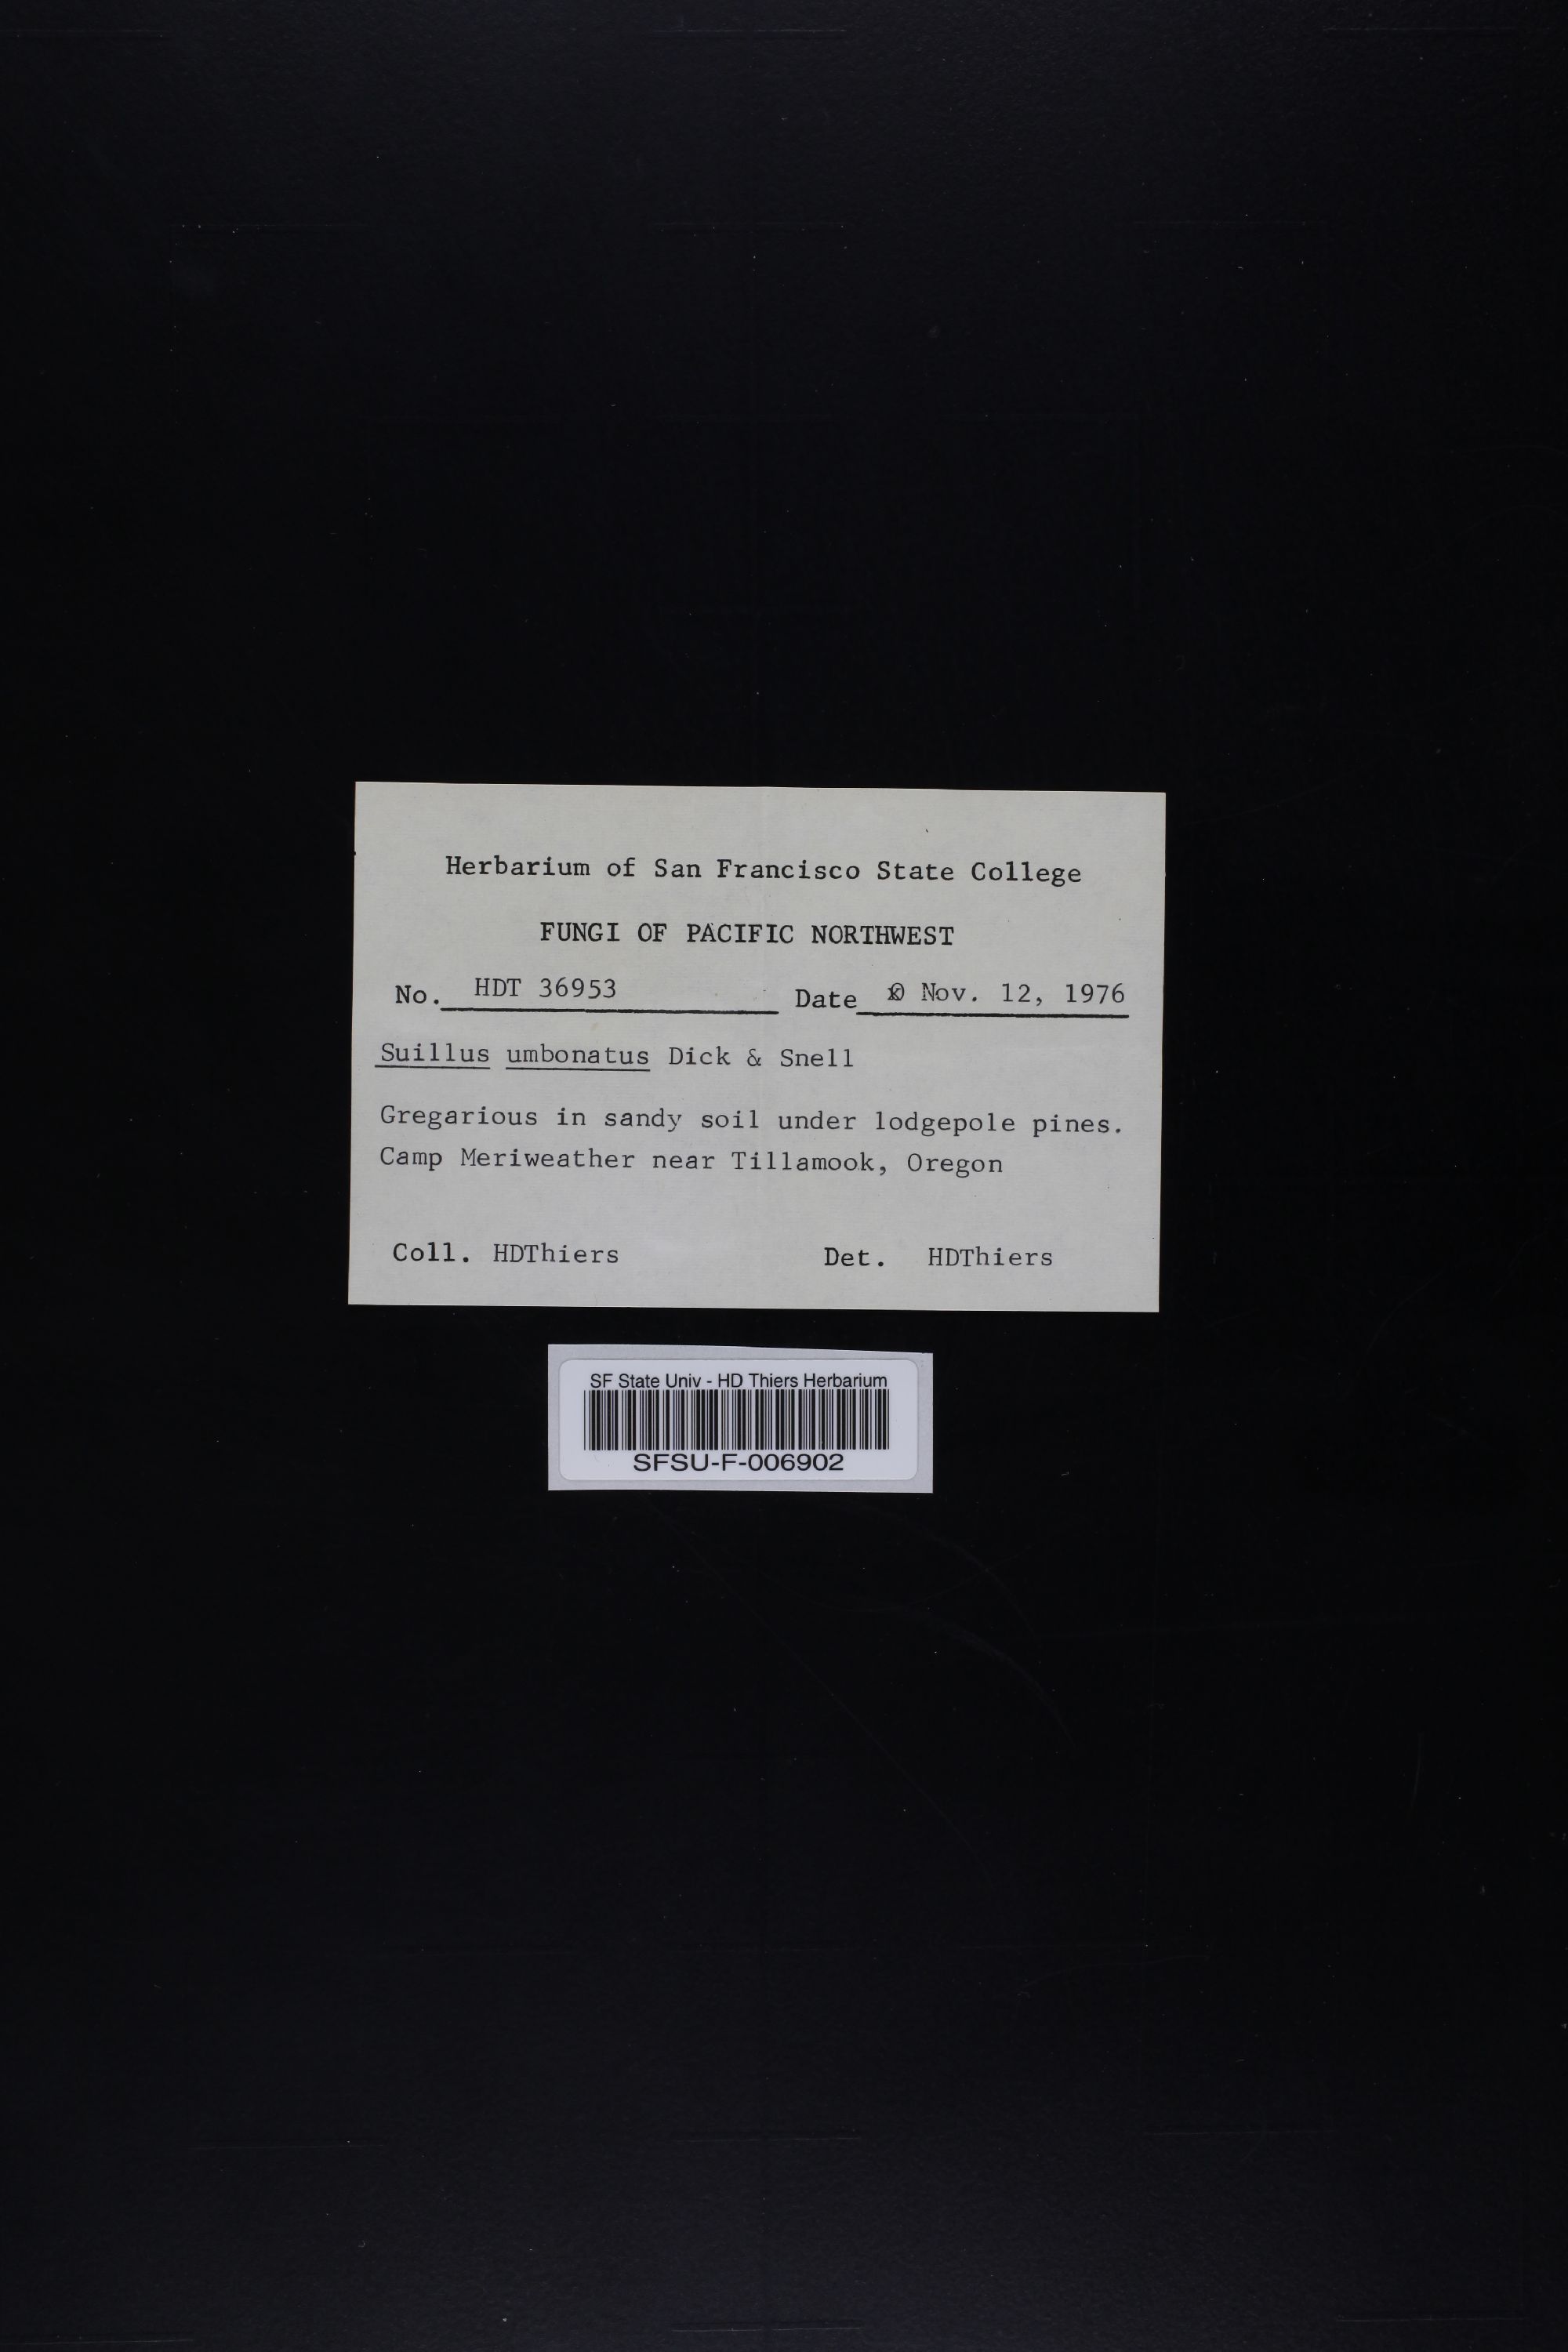 Herbarium of San Francisco State College
FUNGI OF PACIFIC NORTHWEST
No. HDT 36953 Date Nov. 12, 1976
Suillus umbonatus Dick & Snell
Gregarious in sandy soil under lodgepole pines.
Camp Meriweather near Tillamook, Oregon
Coll. HDThiers Det. HDThiers
SF State Univ - HD Thiers Herbarium
SFSU-F-006902